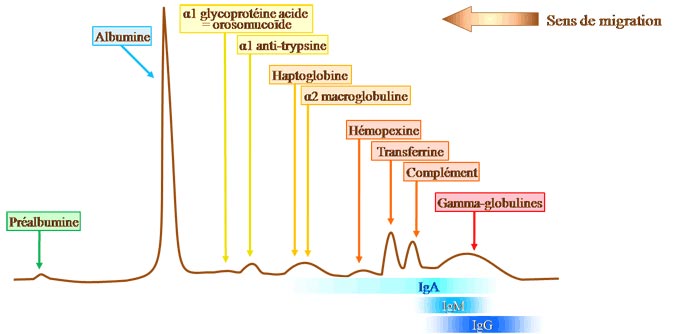 α1 glycoprotéine acide
= orosomucoïde
Sens de migration
Albumine
α1 anti-trypsine
Haptoglobine
α2 macroglobuline
Hémopexine
Transferrine
Complément
Gamma-globulines
Préalbumine
IgA
IgM
IgG